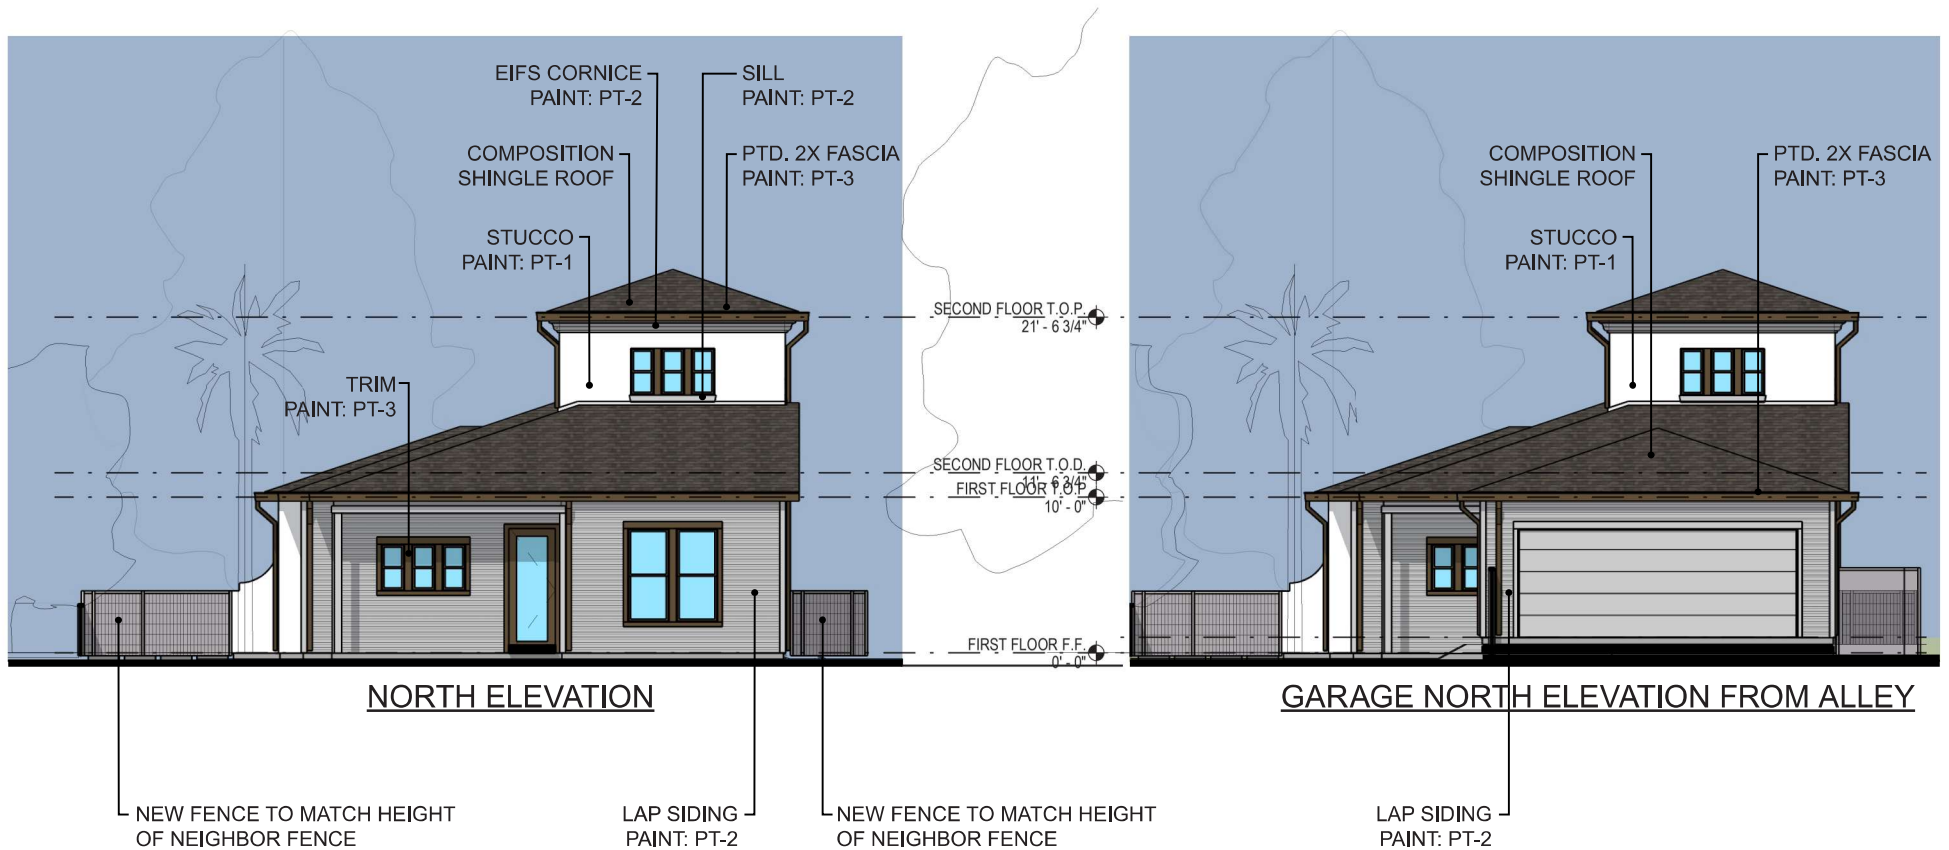 EIFS CORNICE
PAINT: PT-2
SILL
PAINT: PT-2
COMPOSITION
SHINGLE ROOF
PTD. 2X FASCIA
PAINT: PT-3
STUCCO
PAINT: PT-1
TRIM
PAINT: PT-3
SECOND FLOOR T.O.P.
21' - 6 3/4"
SECOND FLOOR T.O.D.
11' - 6 3/4"
FIRST FLOOR T.O.P.
10' - 0"
FIRST FLOOR F.F.
0' - 0"
COMPOSITION
SHINGLE ROOF
PTD. 2X FASCIA
PAINT: PT-3
STUCCO
PAINT: PT-1
NORTH ELEVATION
GARAGE NORTH ELEVATION FROM ALLEY
NEW FENCE TO MATCH HEIGHT
OF NEIGHBOR FENCE
LAP SIDING
PAINT: PT-2
NEW FENCE TO MATCH HEIGHT
OF NEIGHBOR FENCE
LAP SIDING
PAINT: PT-2